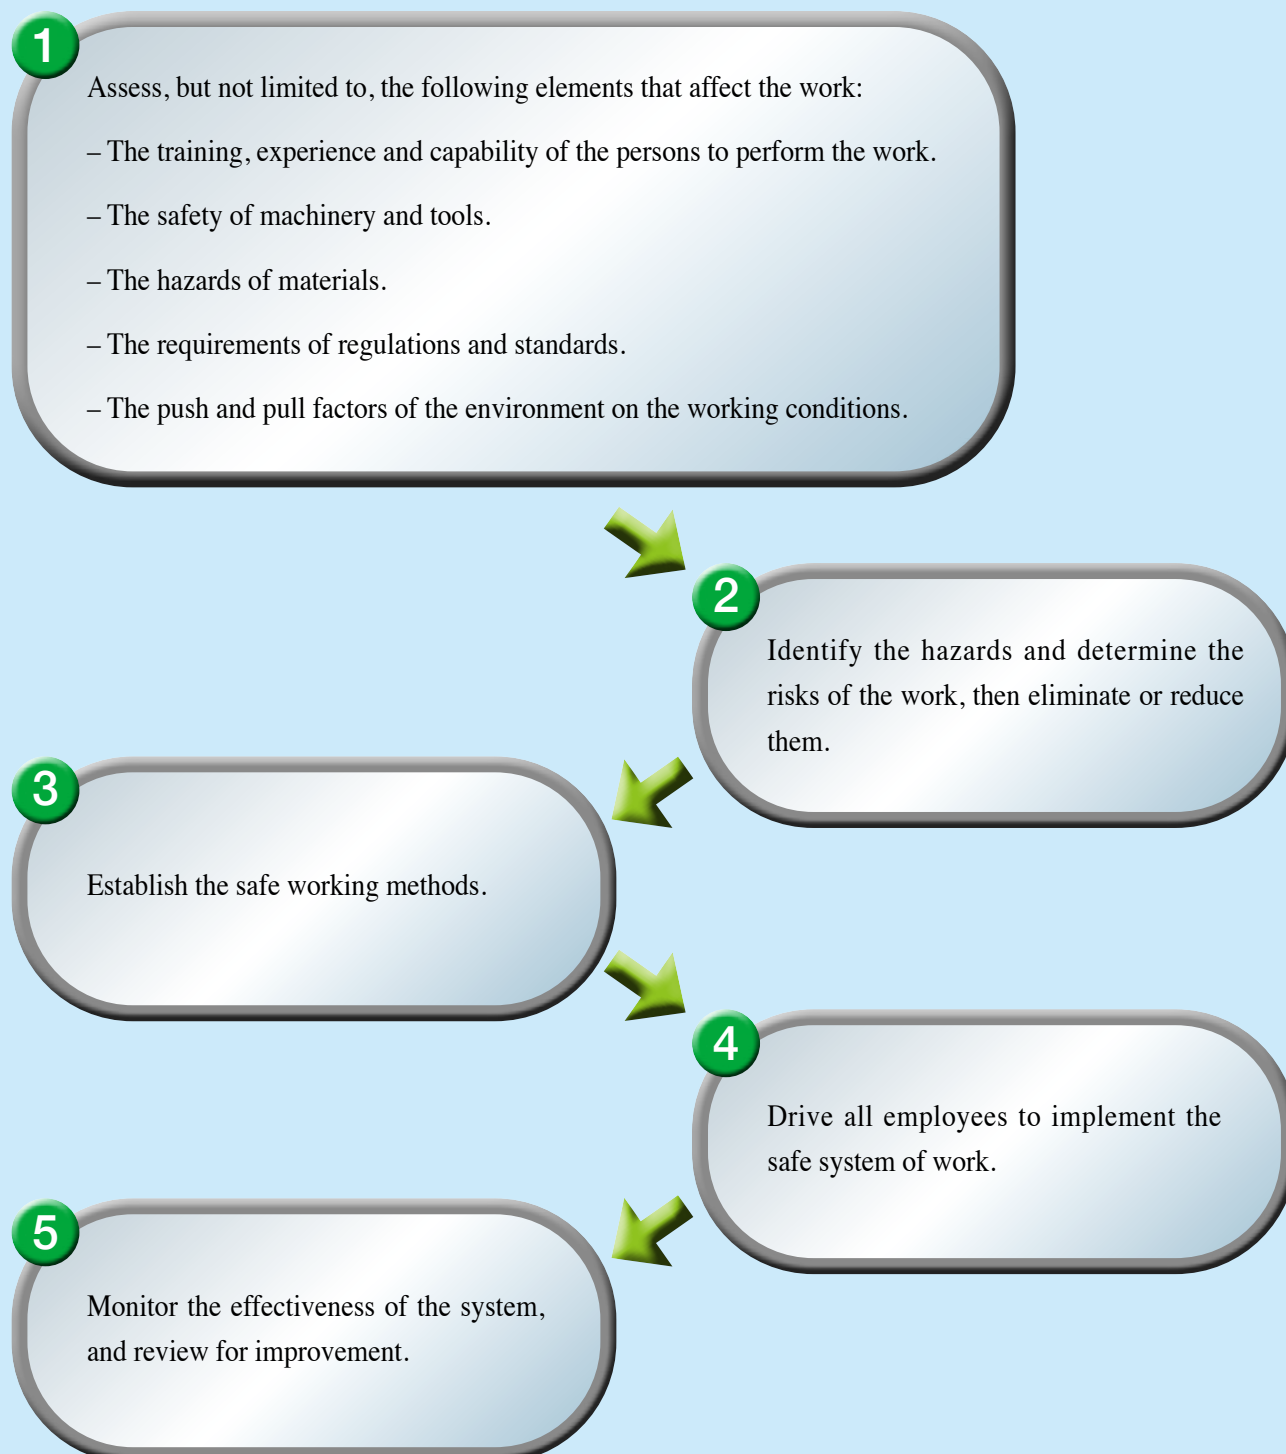 1
Assess, but not limited to, the following elements that affect the work:
– The training, experience and capability of the persons to perform the work.
– The safety of machinery and tools.
– The hazards of materials.
– The requirements of regulations and standards.
– The push and pull factors of the environment on the working conditions.
2
Identify the hazards and determine the
risks of the work, then eliminate or reduce
them.
3
Establish the safe working methods.
4
Drive all employees to implement the
safe system of work.
5
Monitor the effectiveness of the system,
and review for improvement.